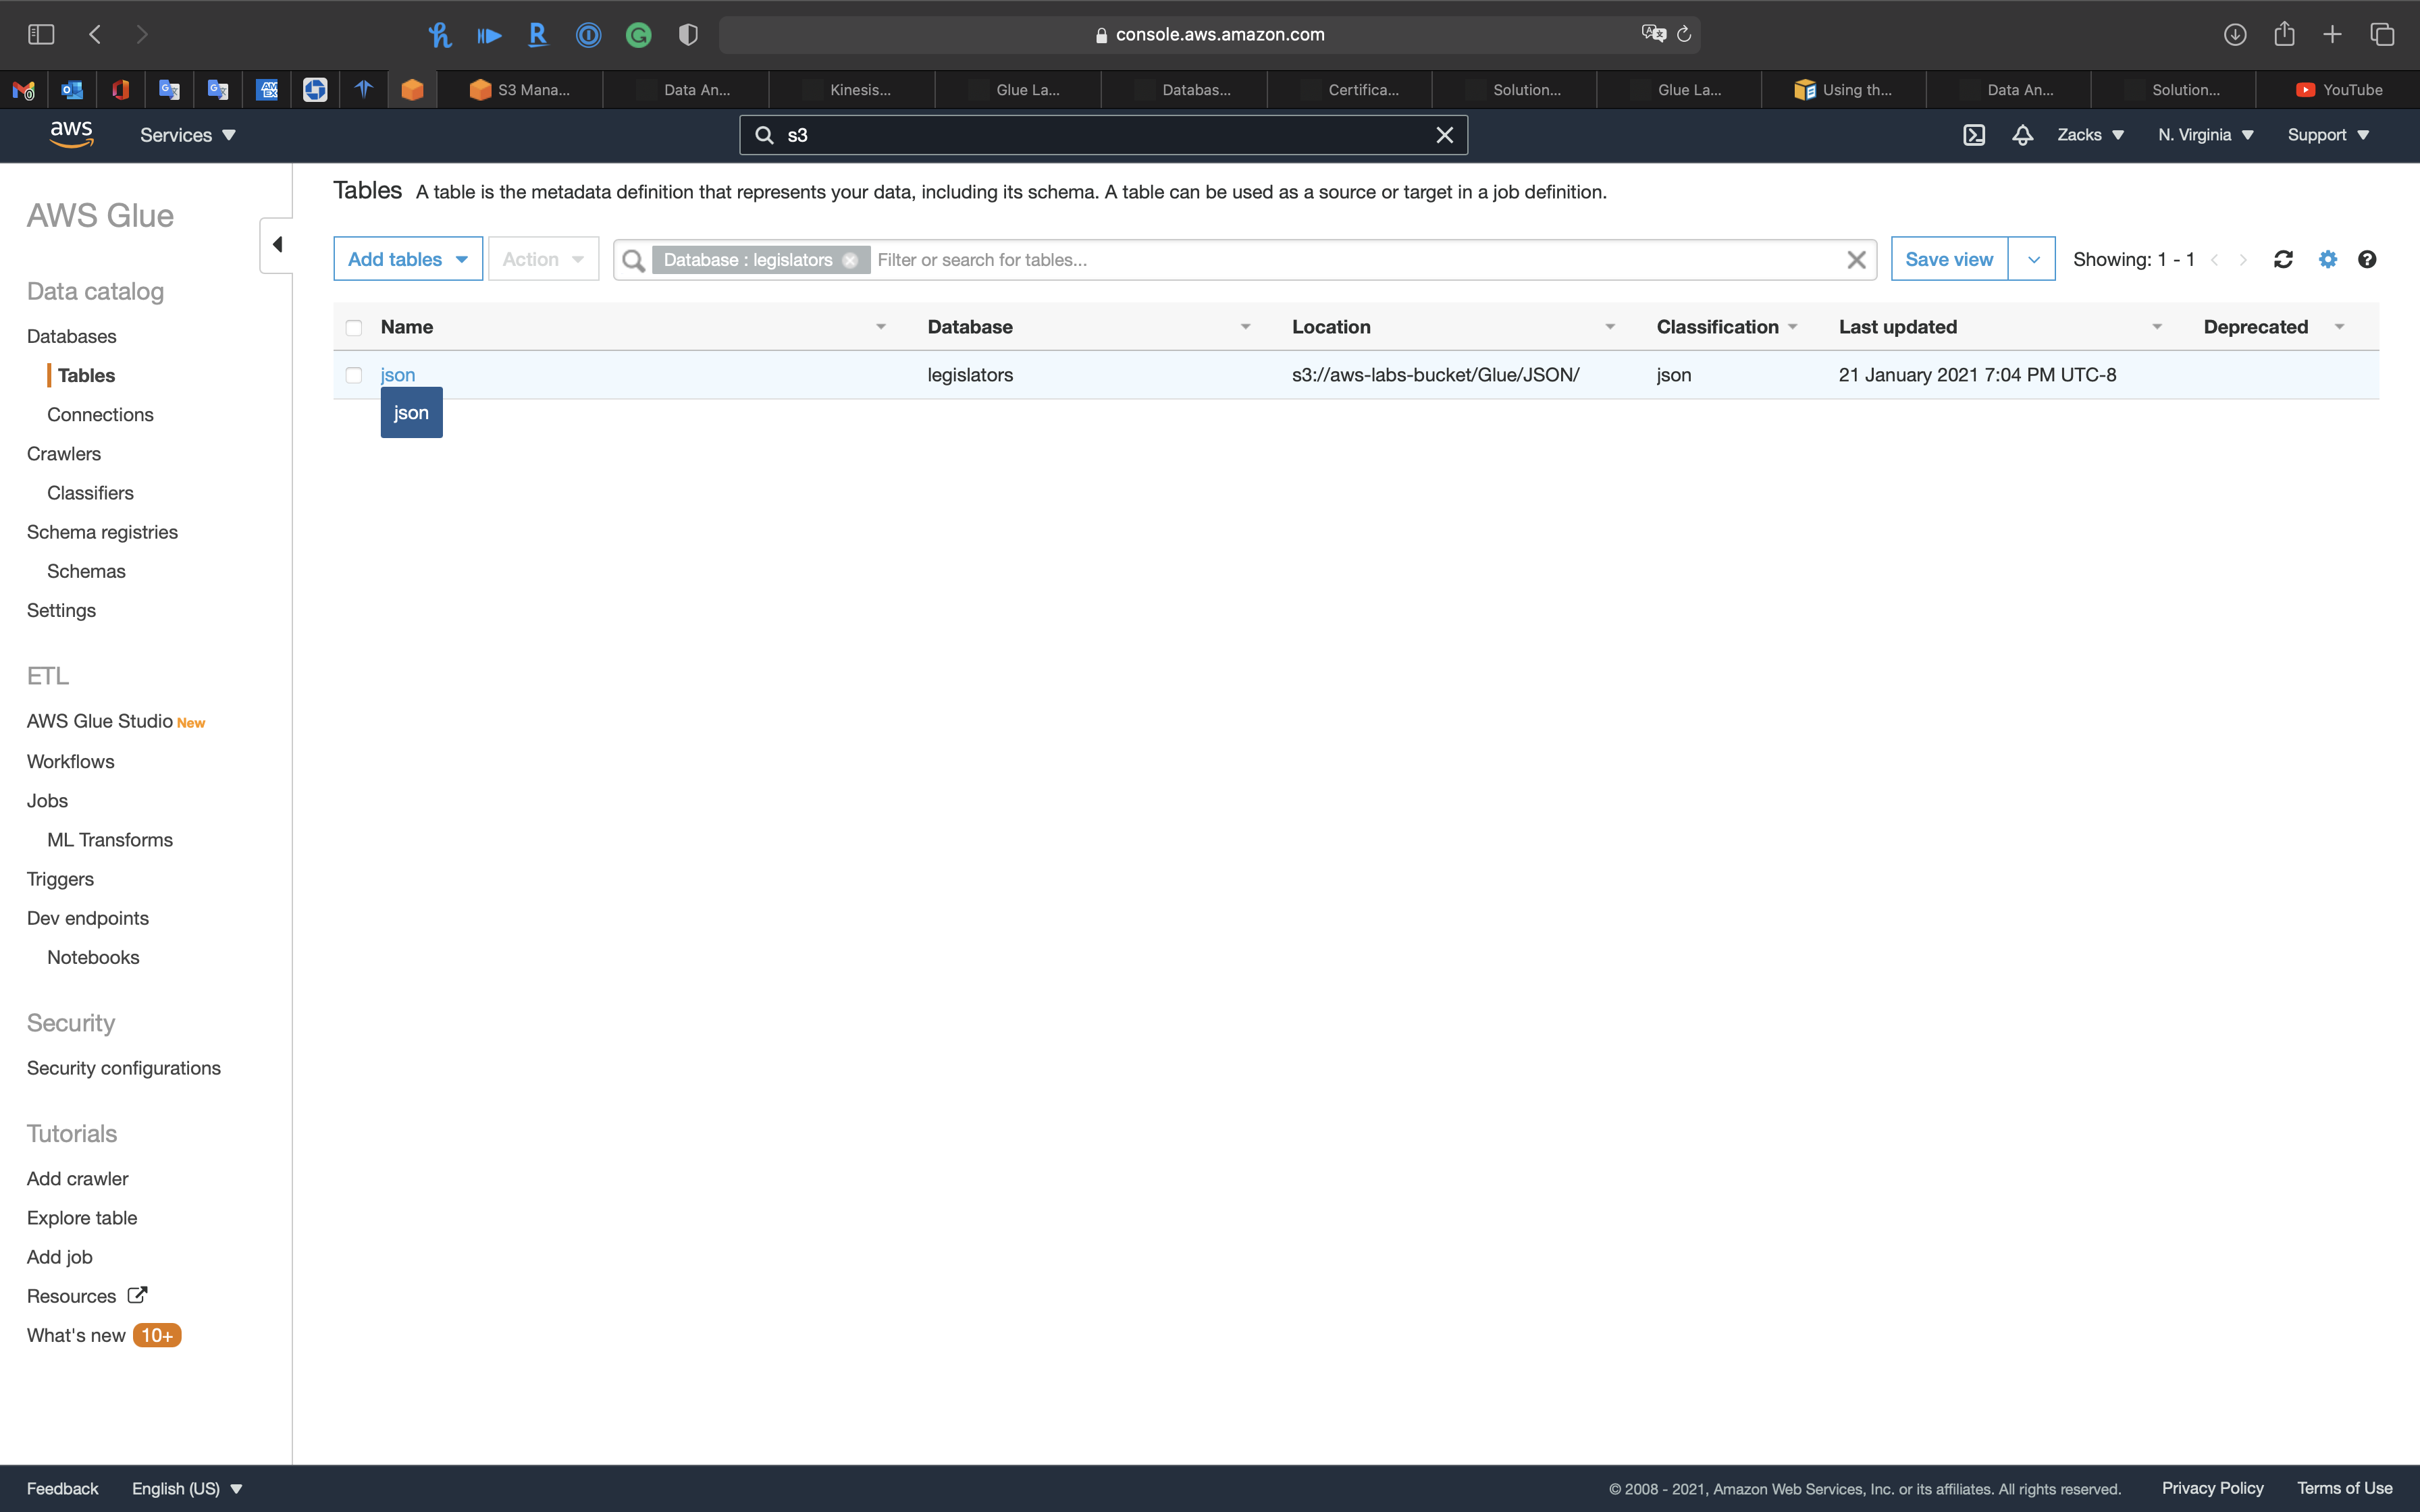 console.aws.amazon.com
S3 Mana...
Data An...
Kinesis...
Glue La...
Databas...
Certifica...
Solution...
Glue La...
Using th...
Data An...
Solution...
YouTube
aws
Services
s3
Zacks
N. Virginia
Support
AWS Glue
Data catalog
Databases
Tables
Connections
Crawlers
Classifiers
Schema registries
Schemas
Settings
ETL
AWS Glue Studio New
Workflows
Jobs
ML Transforms
Triggers
Dev endpoints
Notebooks
Security
Security configurations
Tutorials
Add crawler
Explore table
Add job
Resources
What's new 10+
Tables A table is the metadata definition that represents your data, including its schema. A table can be used as a source or target in a job definition.
Add tables
Action
Database : legislators
Filter or search for tables...
Save view
Showing: 1 - 1
Name Database Location Classification Last updated Deprecated
json legislators s3://aws-labs-bucket/Glue/JSON/ json 21 January 2021 7:04 PM UTC-8
json
Feedback
English (US)
© 2008 - 2021, Amazon Web Services, Inc. or its affiliates. All rights reserved.
Privacy Policy
Terms of Use